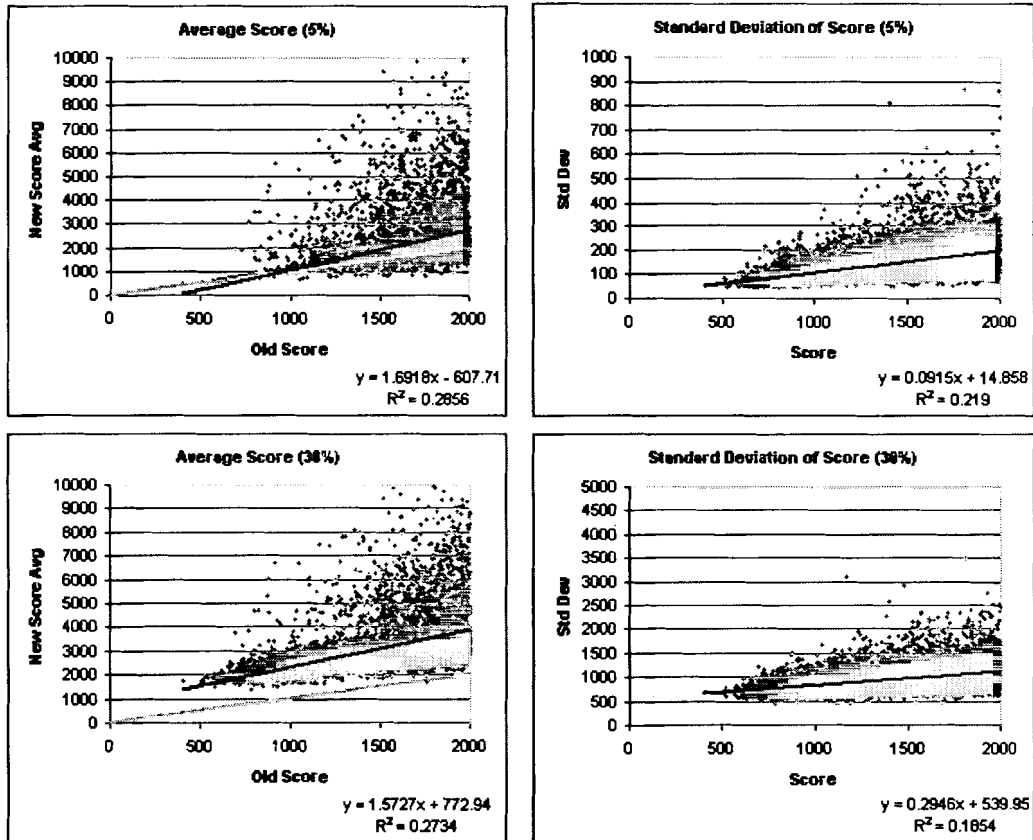 Average Score (5%)
New Score Avg
10000
9000
8000
7000
6000
5000
4000
3000
2000
1000
0
0 500 1000 1500 2000
Old Score
y = 1.6918x - 607.71
R² = 0.2856
Standard Deviation of Score (5%)
Std Dev
1000
900
800
700
600
500
400
300
200
100
0
0 500 1000 1500 2000
Score
y = 0.0915x + 14.858
R² = 0.219
Average Score (30%)
New Score Avg
10000
9000
8000
7000
6000
5000
4000
3000
2000
1000
0
0 500 1000 1500 2000
Old Score
y = 1.5727x + 772.94
R² = 0.2734
Standard Deviation of Score (30%)
Std Dev
5000
4500
4000
3500
3000
2500
2000
1500
1000
500
0
0 500 1000 1500 2000
Score
y = 0.2946x + 539.95
R² = 0.1854